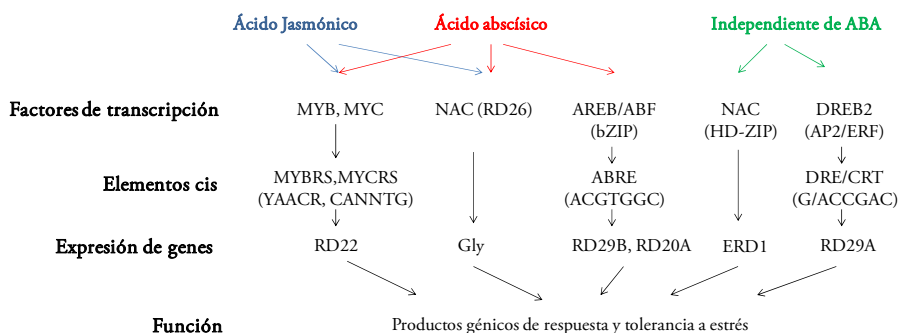 Ácido Jasmónico Ácido abscísico Independiente de ABA
Factores de transcripción MYB, MYC NAC (RD26) AREB/ABF NAC DREB2
(bZIP) (HD-ZIP) (AP2/ERF)
Elementos cis MYBRS,MYCRS ABRE DRE/CRT
(YAACR, CANNTG) (ACGTGGC) (G/ACCGAC)
Expresión de genes RD22 Gly RD29B, RD20A ERD1 RD29A
Función Productos génicos de respuesta y tolerancia a estrés